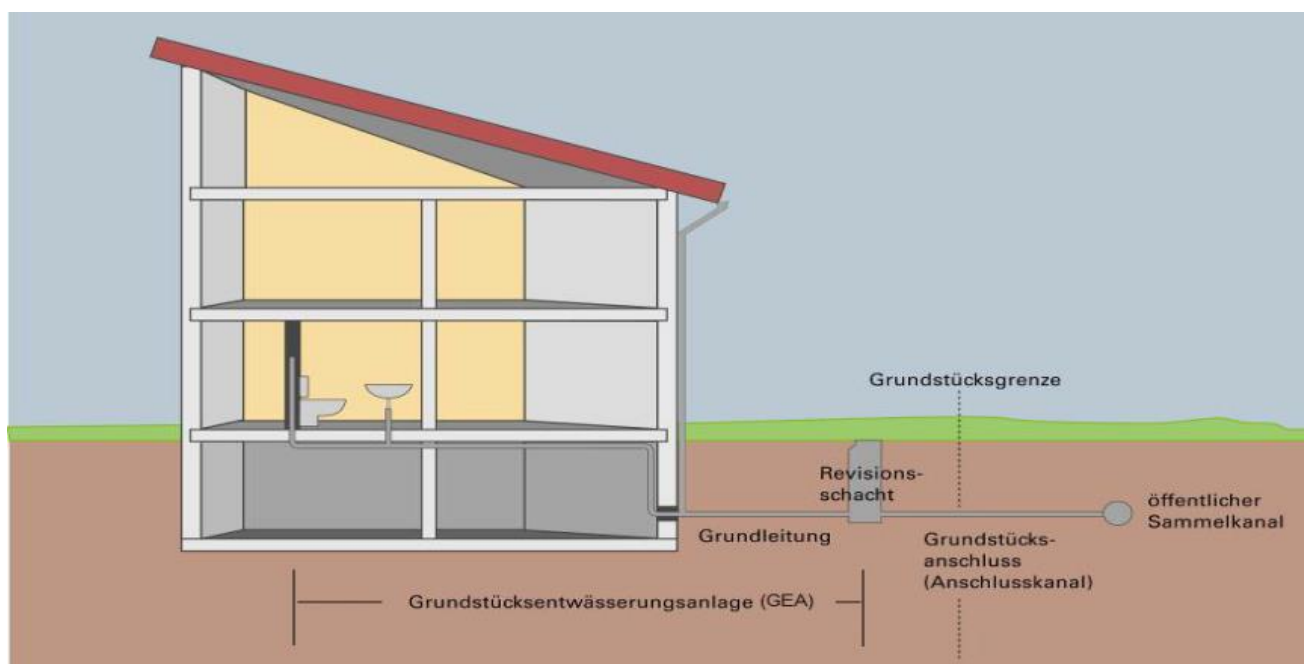 Grundstücksgrenze
Revisions-
schacht
öffentlicher
Sammelkanal
Grundleitung
Grundstücks-
anschluss
(Anschlusskanal)
Grundstücksentwässerungsanlage (GEA)